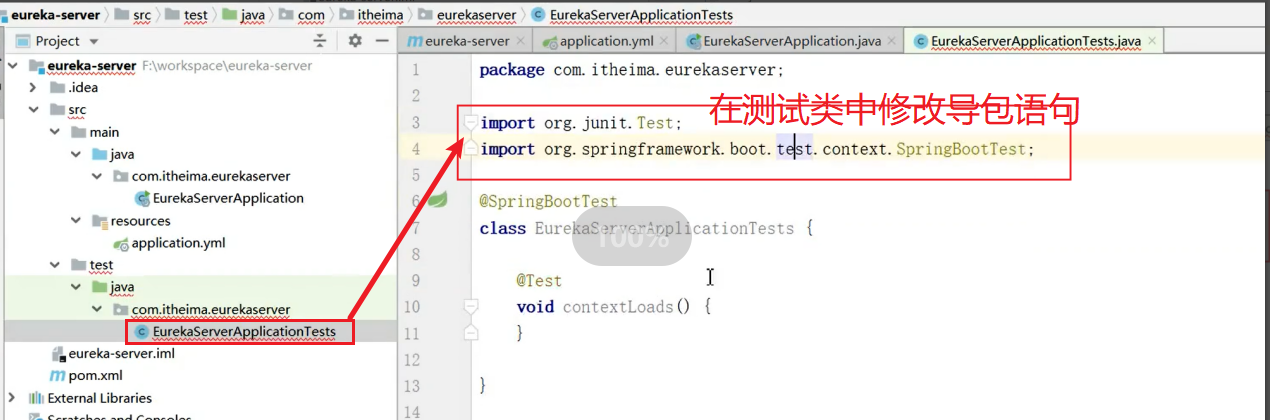 eureka-server src test java com itheima eurekaserver EurekaServerApplicationTests
Project
eureka-server application.yml EurekaServerApplication.java EurekaServerApplicationTests.java
eureka-server F:\workspace\eureka-server
.idea
src
main
java
com.itheima.eurekaserver
EurekaServerApplication
resources
application.yml
test
java
com.itheima.eurekaserver
EurekaServerApplicationTests
eureka-server.iml
pom.xml
External Libraries
Scratches and Consoles
在测试类中修改导包语句
1 package com.itheima.eurekaserver;
2
3 import org.junit.Test;
4 import org.springframework.boot.test.context.SpringBootTest;
5
6 @SpringBootTest
7 class EurekaServerApplicationTests {
100%
8
9 @Test
10 void contextLoads() {
11 }
12
13 }
14